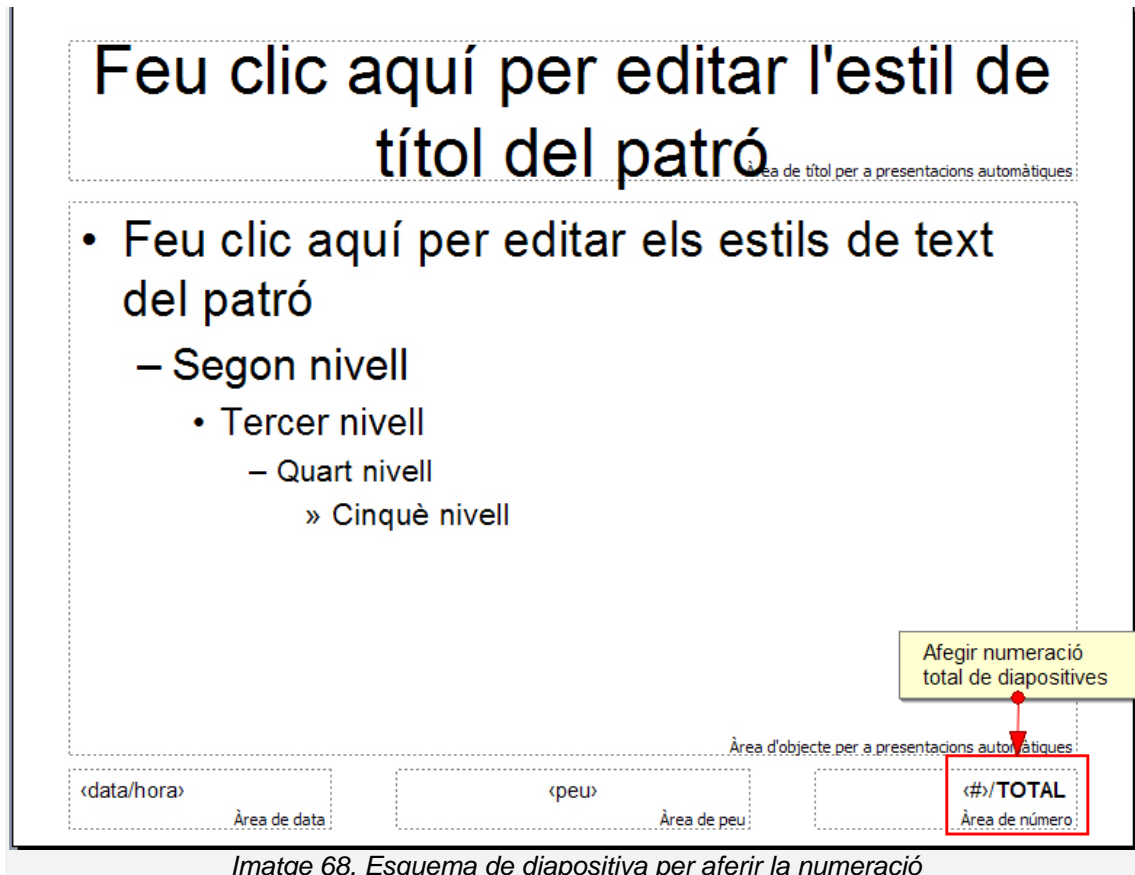 Feu clic aquí per editar l'estil de
títol del patró
Àrea de títol per a presentacions automàtiques
• Feu clic aquí per editar els estils de text
del patró
– Segon nivell
• Tercer nivell
– Quart nivell
» Cinquè nivell
Afegir numeració
total de diapositives
Àrea d'objecte per a presentacions automàtiques
‹data/hora›
Àrea de data
‹peu›
Àrea de peu
‹#›/TOTAL
Àrea de número
Imatge 68. Esquema de diapositiva per aferir la numeració